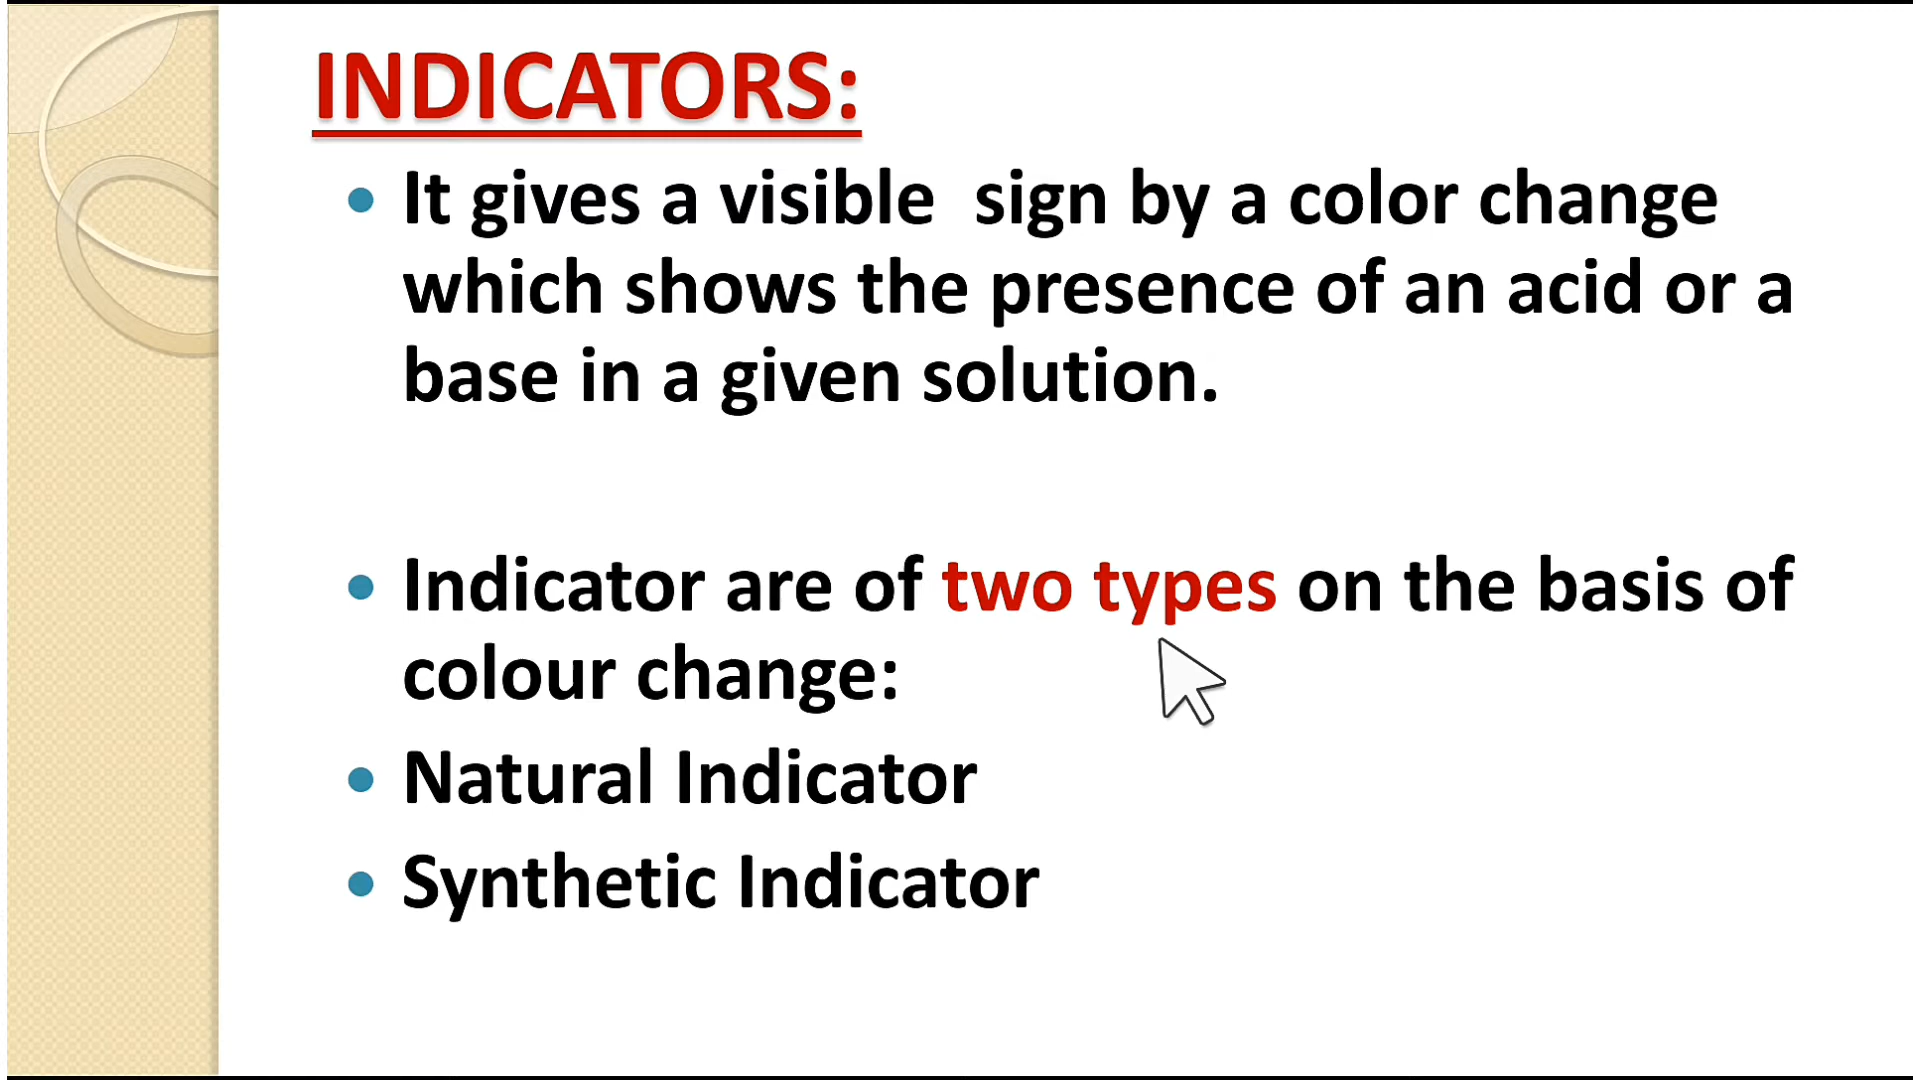 INDICATORS:
• It gives a visible  sign by a color change
which shows the presence of an acid or a
base in a given solution.
• Indicator are of two types on the basis of
colour change:
• Natural Indicator
• Synthetic Indicator